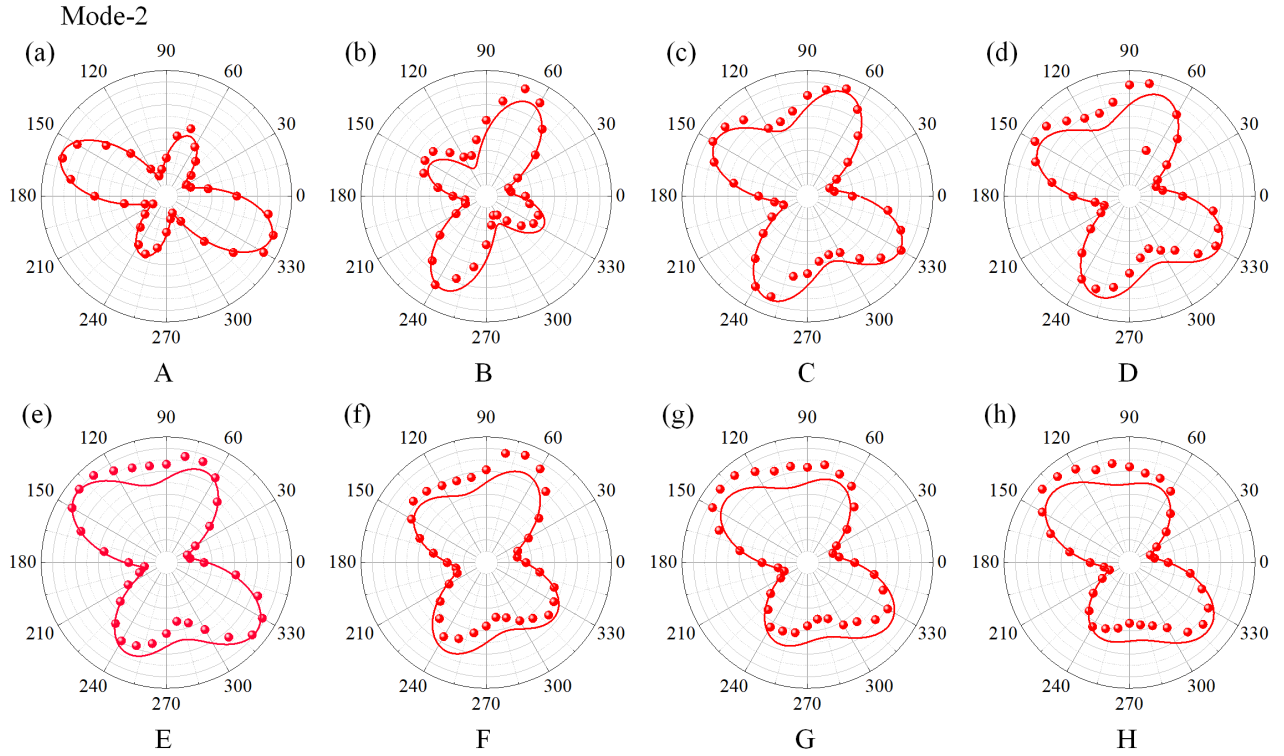 Mode-2
(a) (b) (c) (d)
90 90 90 90
120 60 120 60 120 60 120 60
150 30 150 30 150 30 150 30
180 0 180 0 180 0 180 0
210 330 210 330 210 330 210 330
240 300 240 300 240 300 240 300
270 270 270 270
A B C D
(e) (f) (g) (h)
90 90 90 90
120 60 120 60 120 60 120 60
150 30 150 30 150 30 150 30
180 0 180 0 180 0 180 0
210 330 210 330 210 330 210 330
240 300 240 300 240 300 240 300
270 270 270 270
E F G H